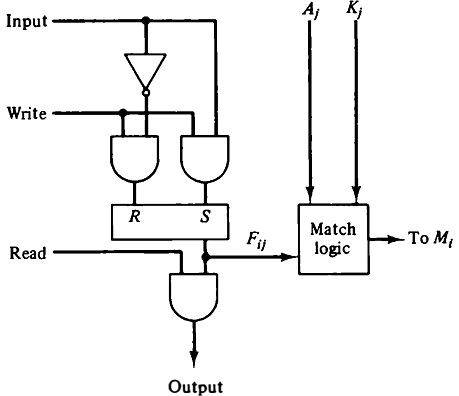 Input
A_j
K_j
Write
R
S
Match
logic
F_ij
To M_i
Read
Output